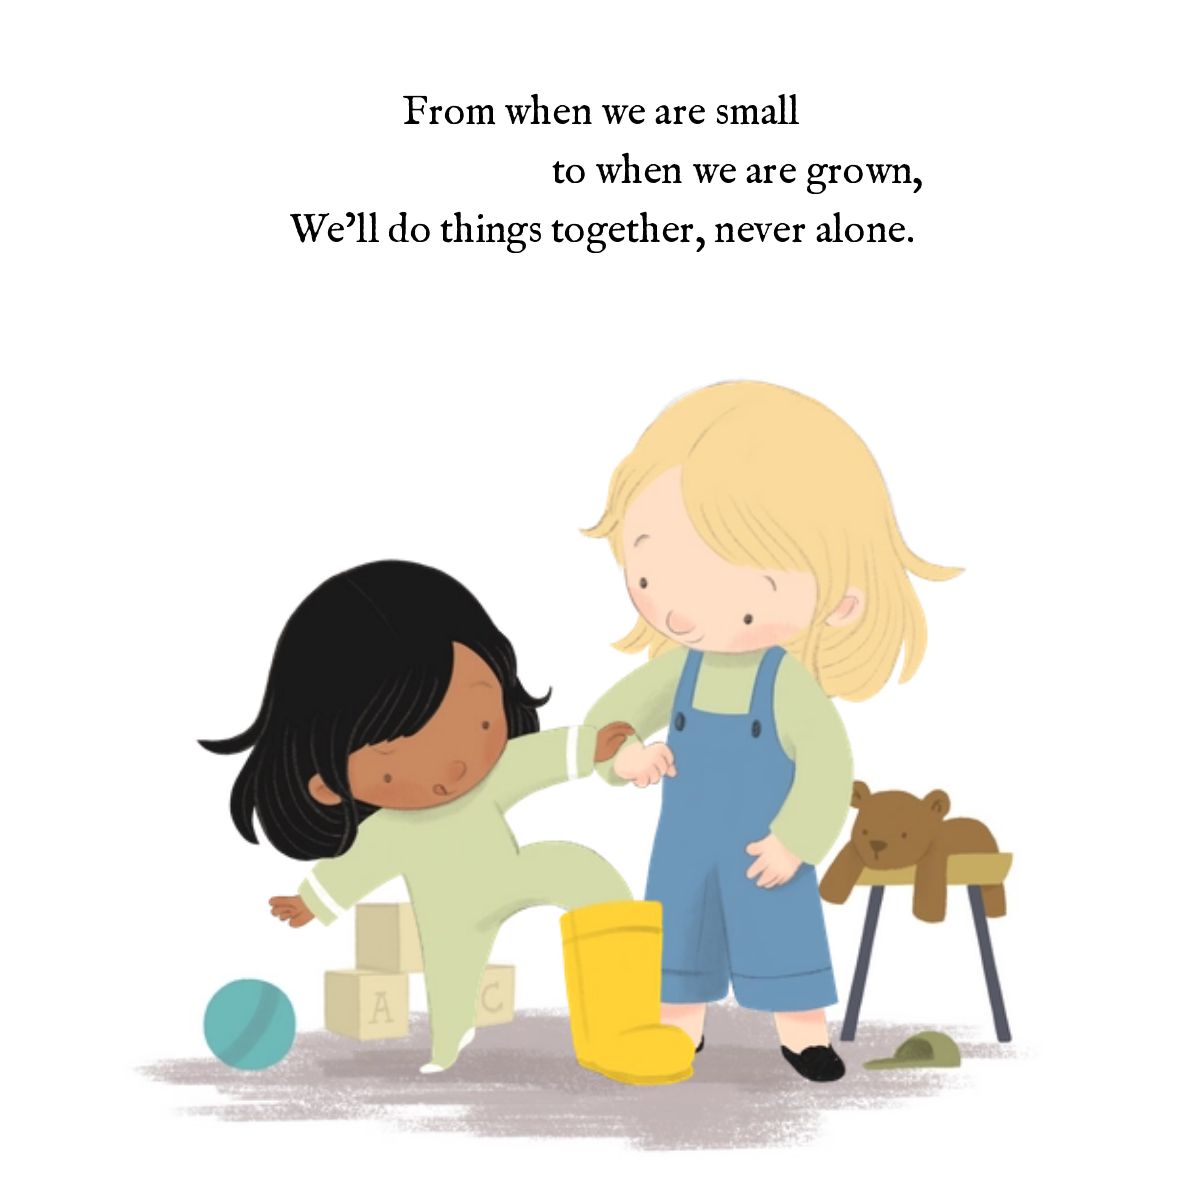 From when we are small
to when we are grown,
We'll do things together, never alone.
A
C